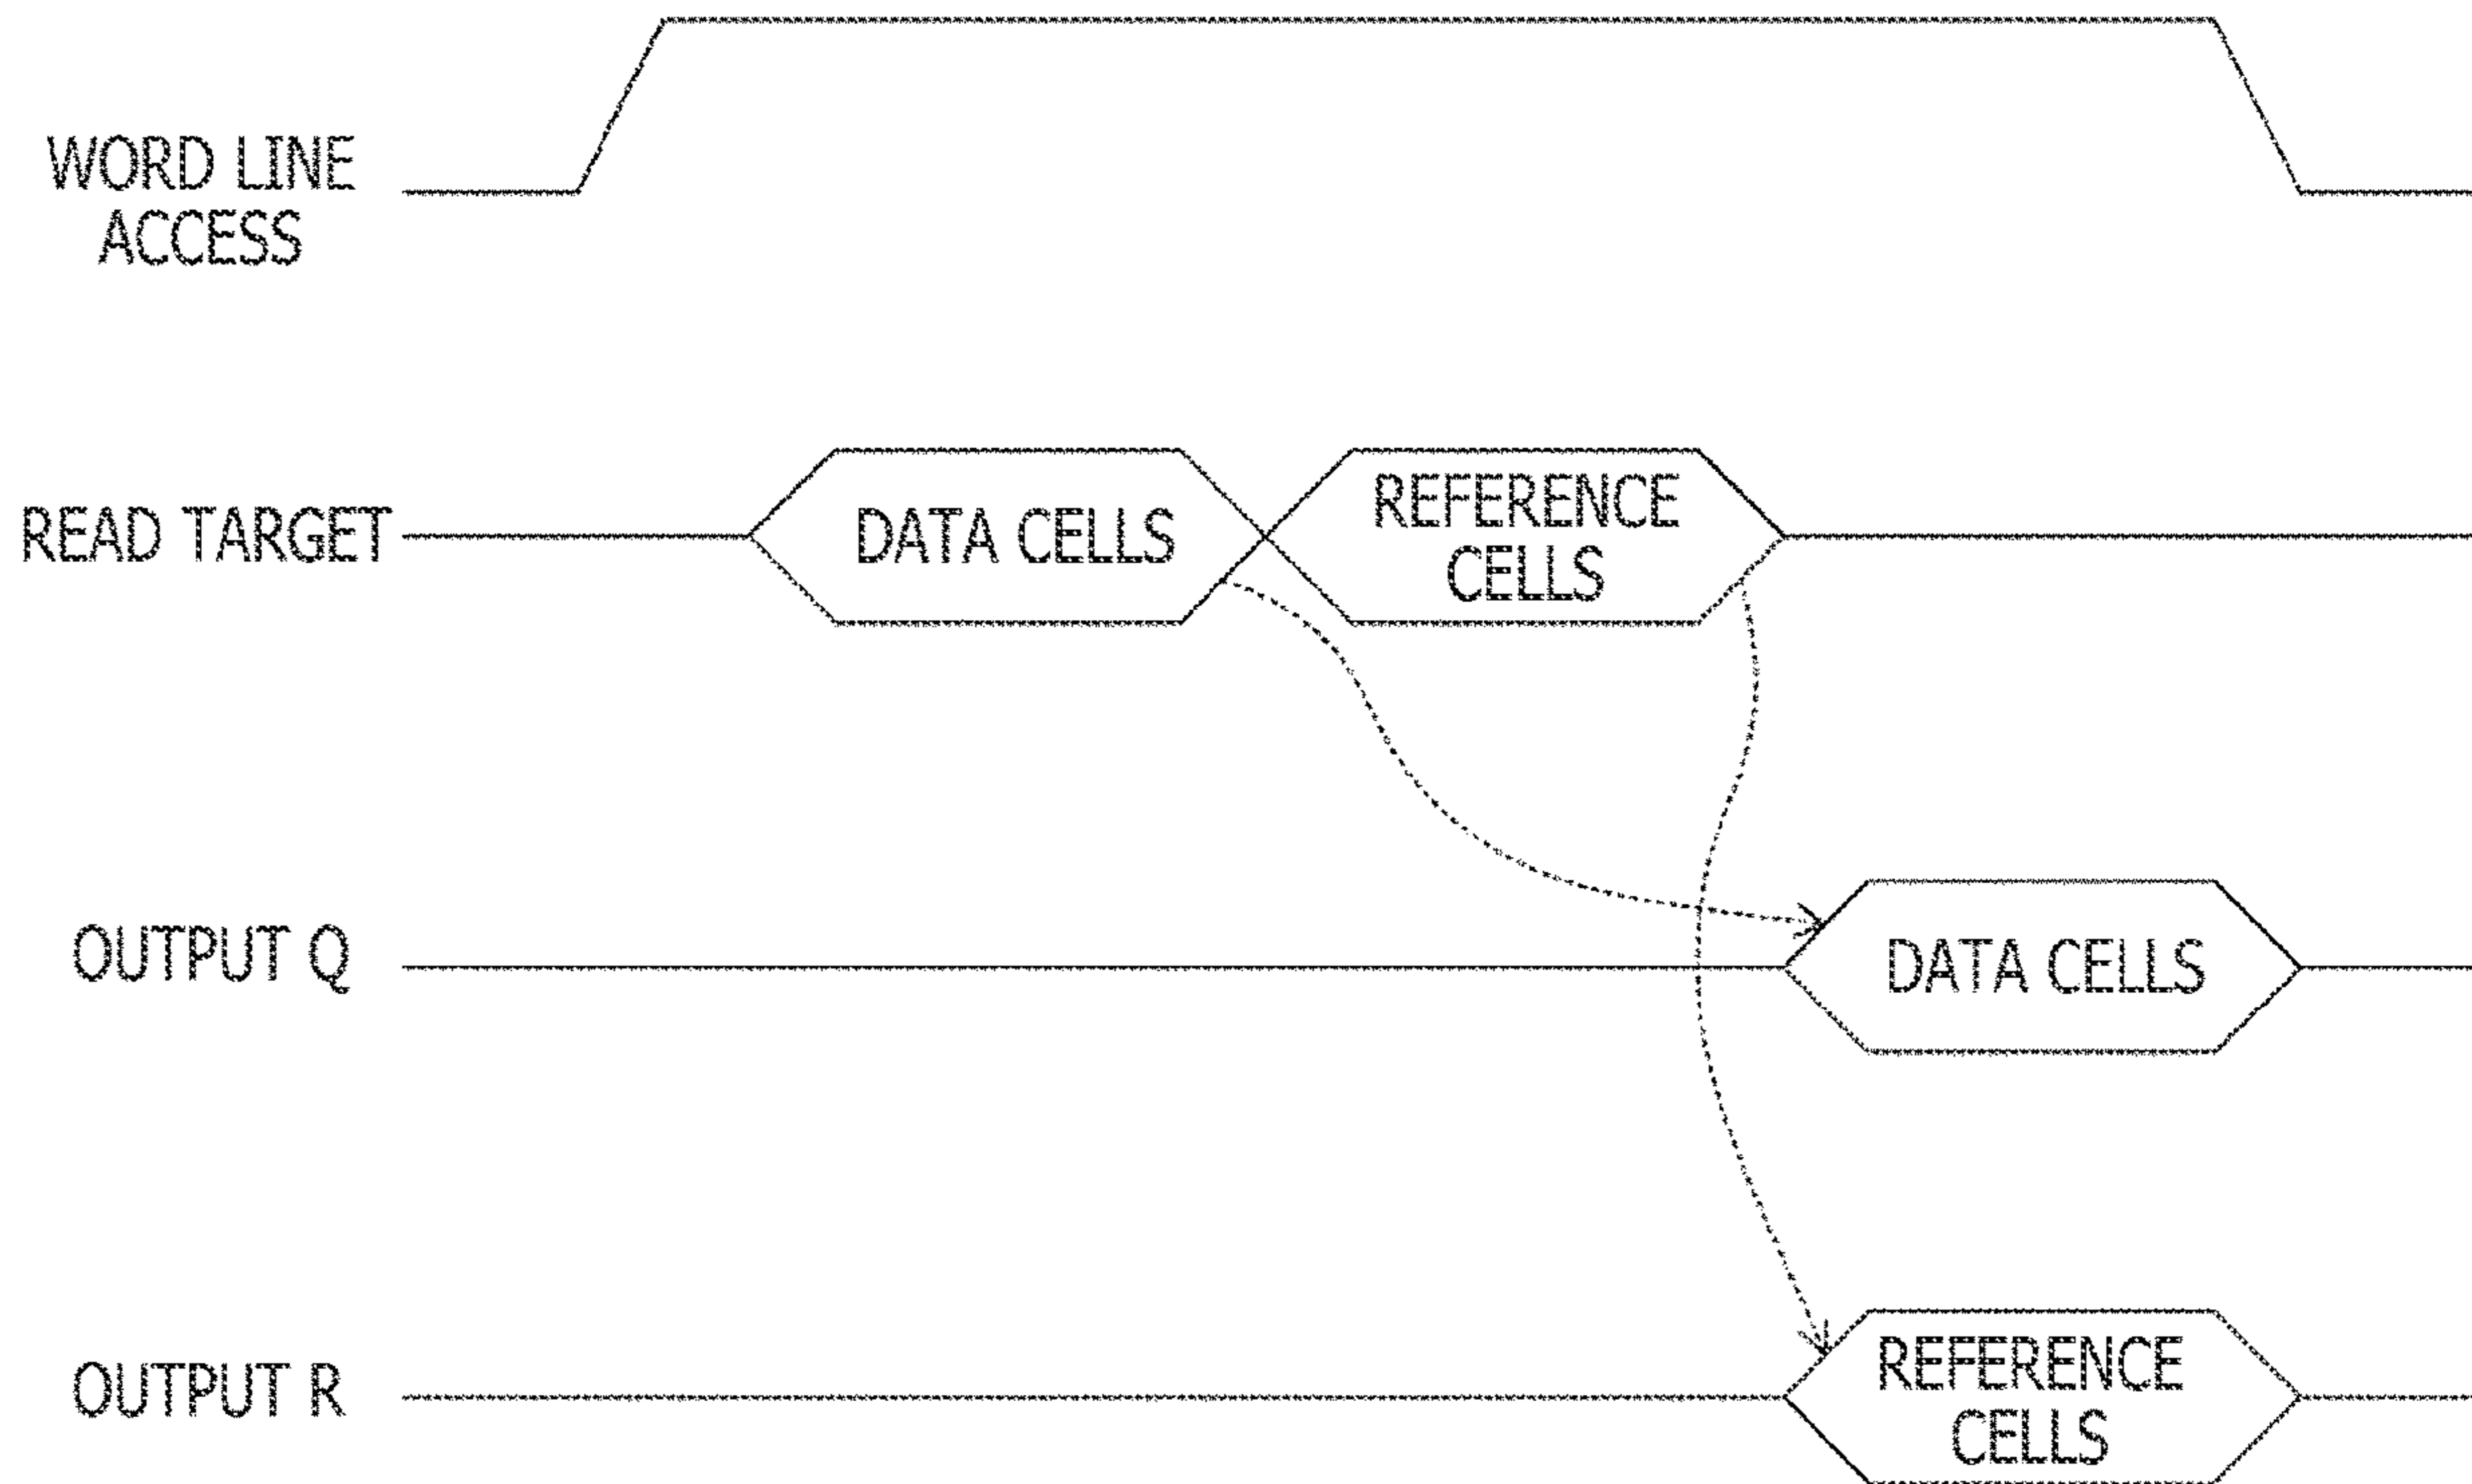 WORD LINE
ACCESS
READ TARGET
DATA CELLS
REFERENCE
CELLS
OUTPUT Q
DATA CELLS
OUTPUT R
REFERENCE
CELLS